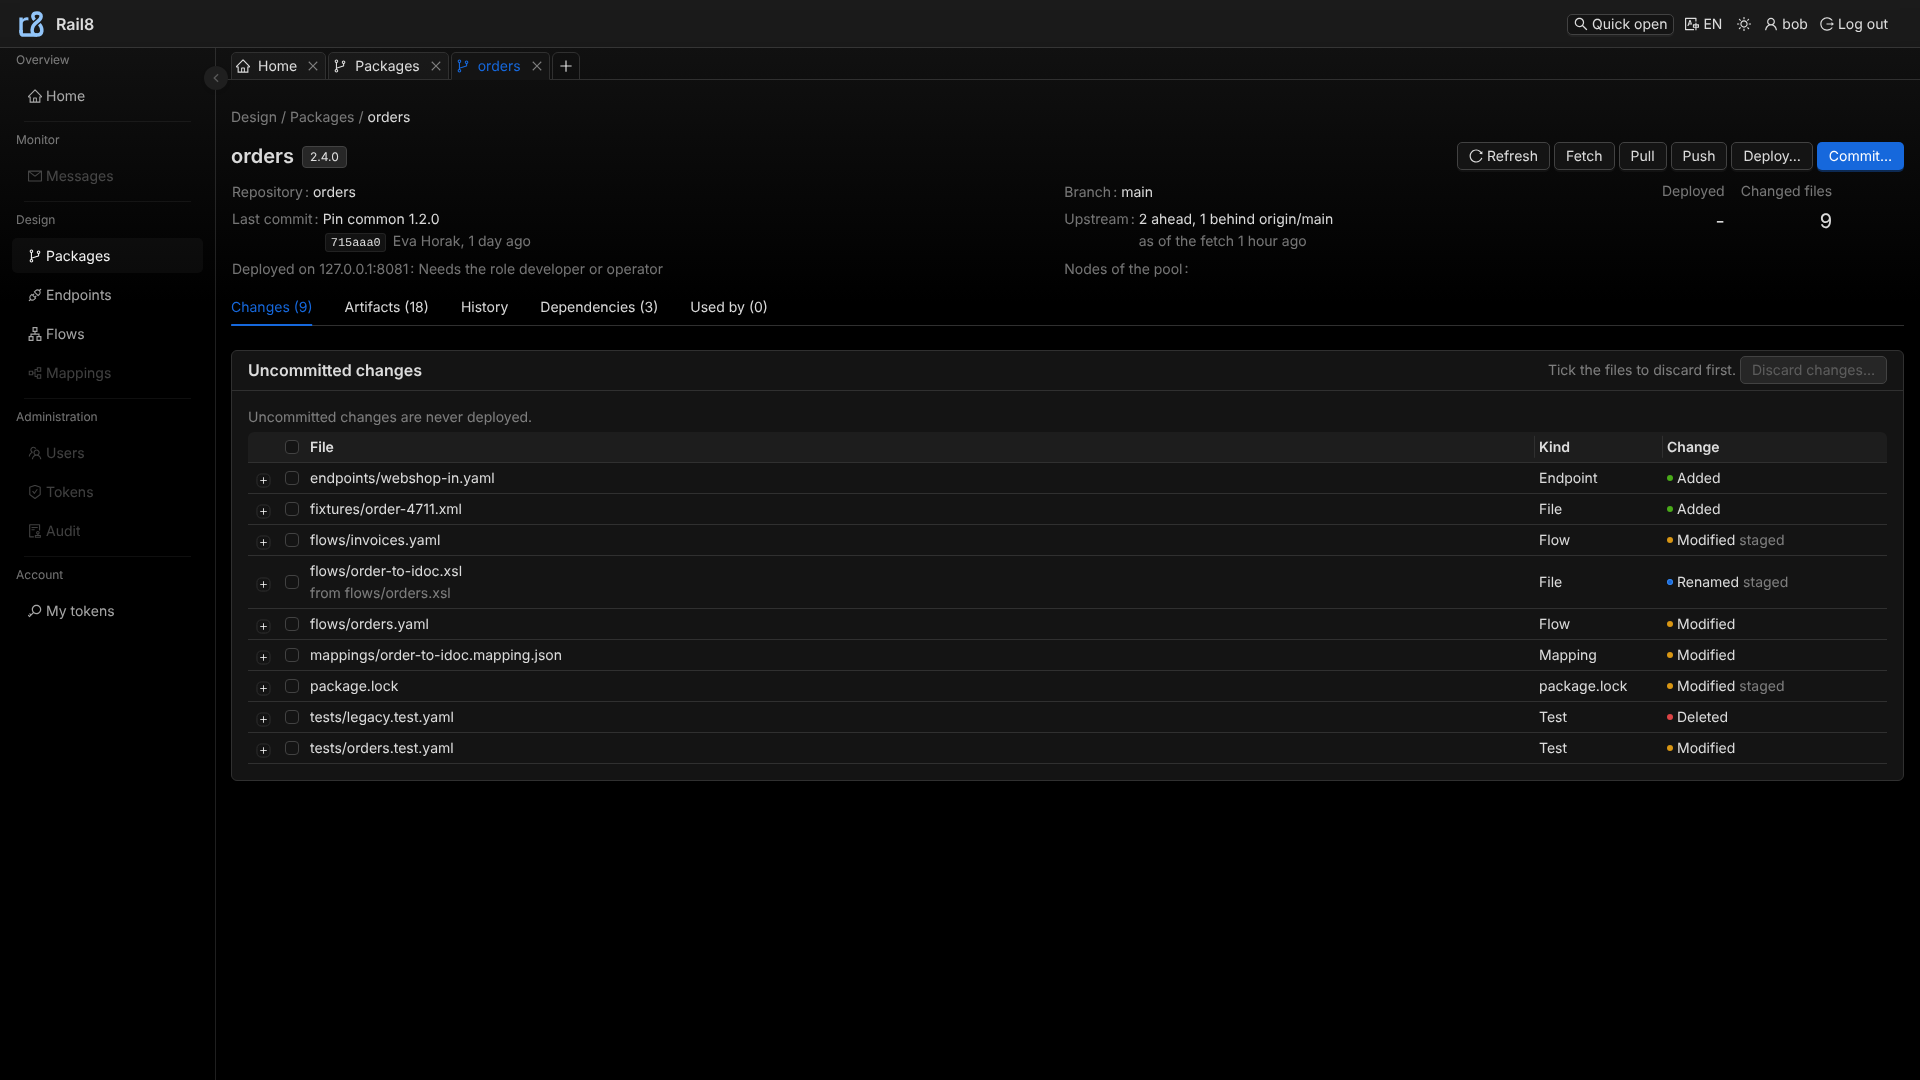 Rail8
Quick open
EN
bob
Log out
Overview
Home
Monitor
Messages
Design
Packages
Endpoints
Flows
Mappings
Administration
Users
Tokens
Audit
Account
My tokens
Home
Packages
orders
Design / Packages / orders
orders 2.4.0
Refresh
Fetch
Pull
Push
Deploy...
Commit...
Repository: orders
Branch: main
Deployed
-
Changed files
9
Last commit: Pin common 1.2.0
715aaa0 Eva Horak, 1 day ago
Upstream: 2 ahead, 1 behind origin/main
as of the fetch 1 hour ago
Deployed on 127.0.0.1:8081: Needs the role developer or operator
Nodes of the pool:
Changes (9)
Artifacts (18)
History
Dependencies (3)
Used by (0)
Uncommitted changes
Tick the files to discard first.
Discard changes...
Uncommitted changes are never deployed.
File Kind Change
endpoints/webshop-in.yaml Endpoint Added
fixtures/order-4711.xml File Added
flows/invoices.yaml Flow Modified staged
flows/order-to-idoc.xsl File Renamed staged
from flows/orders.xsl
flows/orders.yaml Flow Modified
mappings/order-to-idoc.mapping.json Mapping Modified
package.lock package.lock Modified staged
tests/legacy.test.yaml Test Deleted
tests/orders.test.yaml Test Modified